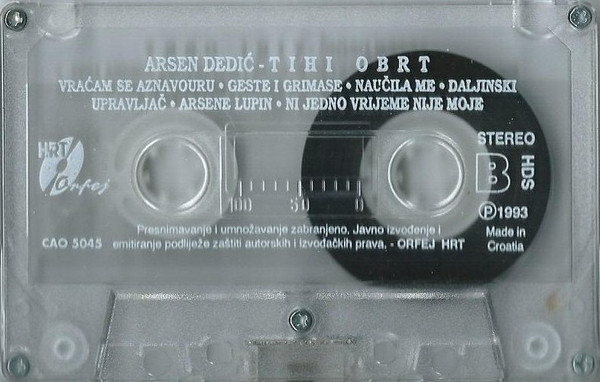 ARSEN DEDIĆ - TIHI OBRT
VRAĆAM SE AZNAVOURU • GESTE I GRIMASE • NAUČILA ME • DALJINSKI
UPRAVLJAČ • ARSENE LUPIN • NI JEDNO VRIJEME NIJE MOJE
STEREO
HRT
Orfej
B
HDS
100 50 0
℗1993
Presnimavanje i umnožavanje zabranjeno, Javno izvođenje i
emitiranje podliježe zaštiti autorskih i izvođačkih prava. - ORFEJ HRT
CAO 5045
Made in
Croatia